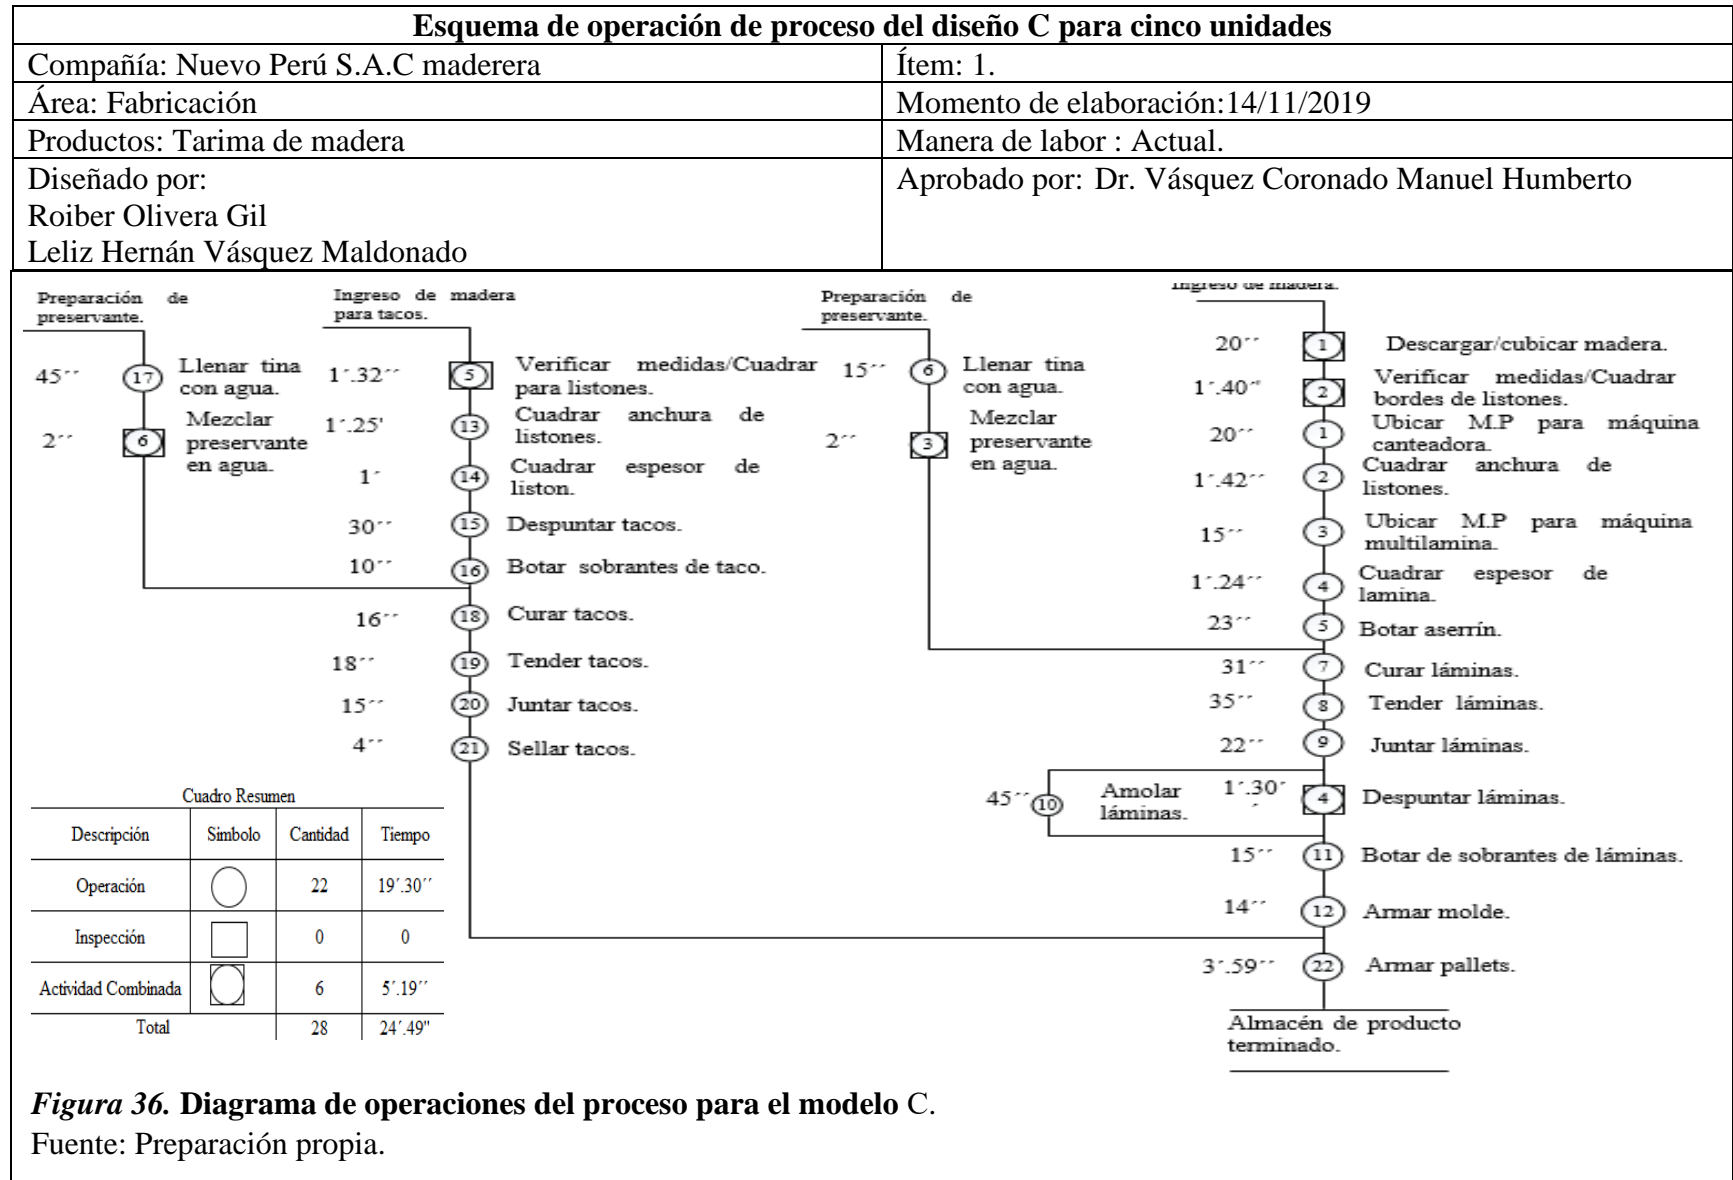 Esquema de operación de proceso del diseño C para cinco unidades
Compañía: Nuevo Perú S.A.C maderera
Ítem: 1.
Área: Fabricación
Momento de elaboración:14/11/2019
Productos: Tarima de madera
Manera de labor : Actual.
Diseñado por:
Roiber Olivera Gil
Leliz Hernán Vásquez Maldonado
Aprobado por: Dr. Vásquez Coronado Manuel Humberto
Preparación de
preservante.
45´´
17
Llenar tina
con agua.
2´´
6
Mezclar
preservante
en agua.
Ingreso de madera
para tacos.
1´.32´´
5
Verificar medidas/Cuadrar
para listones.
1´.25'
13
Cuadrar anchura de
listones.
1´
14
Cuadrar espesor de
liston.
30´´
15
Despuntar tacos.
10´´
16
Botar sobrantes de taco.
16´´
18
Curar tacos.
18´´
19
Tender tacos.
15´´
20
Juntar tacos.
4´´
21
Sellar tacos.
Preparación de
preservante.
15´´
6
Llenar tina
con agua.
2´´
3
Mezclar
preservante
en agua.
Ingreso de madera.
20´´
1
Descargar/cubicar madera.
1´.40"
2
Verificar medidas/Cuadrar
bordes de listones.
20´´
1
Ubicar M.P para máquina
canteadora.
1´.42´´
2
Cuadrar anchura de
listones.
15´´
3
Ubicar M.P para máquina
multilamina.
1´.24´´
4
Cuadrar espesor de
lamina.
23´´
5
Botar aserrín.
31´´
7
Curar láminas.
35´´
8
Tender láminas.
22´´
9
Juntar láminas.
45´´
10
Amolar
láminas.
1´.30´
´
4
Despuntar láminas.
15´´
11
Botar de sobrantes de láminas.
14´´
12
Armar molde.
3´.59´´
22
Armar pallets.
Almacén de producto
terminado.
Cuadro Resumen
Descripción Símbolo Cantidad Tiempo
Operación 22 19´.30´´
Inspección 0 0
Actividad Combinada 6 5´.19´´
Total 28 24´.49"
Figura 36. Diagrama de operaciones del proceso para el modelo C.
Fuente: Preparación propia.